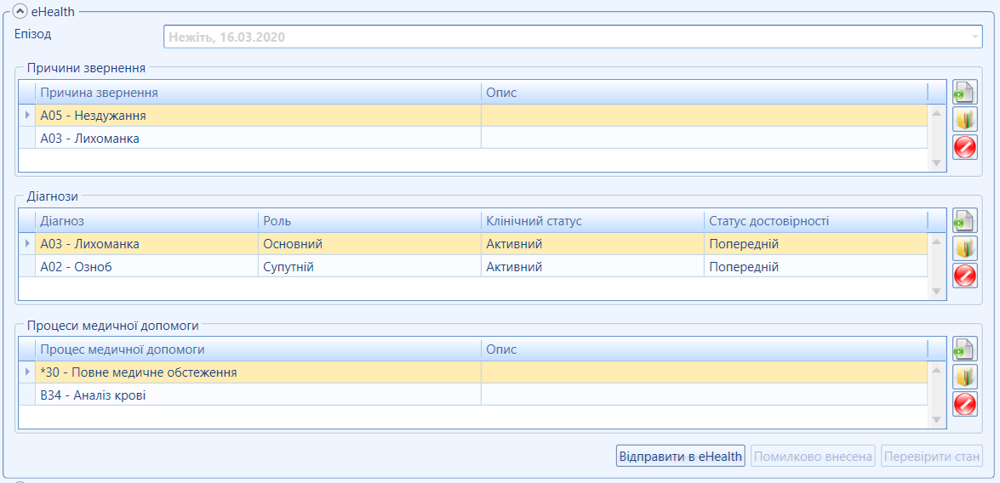 eHealth
Епізод Нежіть, 16.03.2020
Причини звернення
Причина звернення Опис
A05 - Нездужання
A03 - Лихоманка
Діагнози
Діагноз Роль Клінічний статус Статус достовірності
A03 - Лихоманка Основний Активний Попередній
A02 - Озноб Супутній Активний Попередній
Процеси медичної допомоги
Процес медичної допомоги Опис
*30 - Повне медичне обстеження
B34 - Аналіз крові
Відправити в eHealth Помилково внесена Перевірити стан